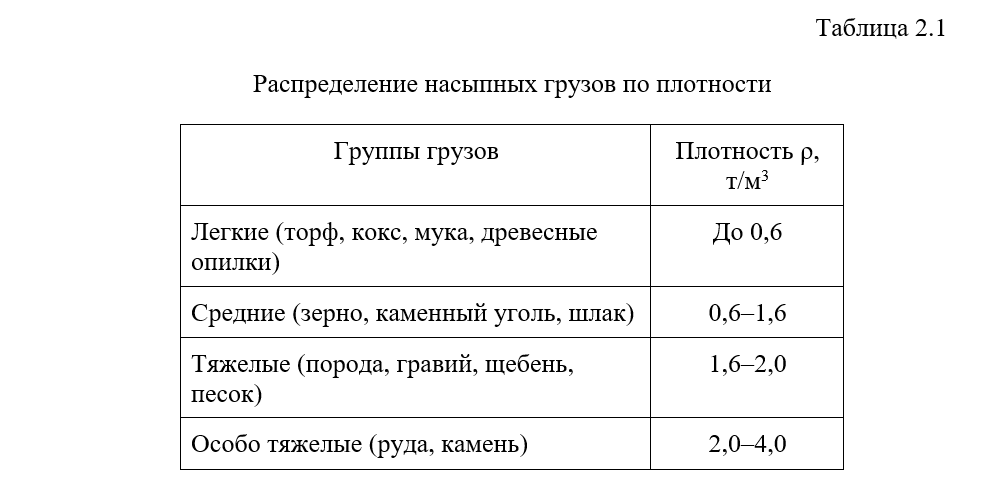 Таблица 2.1
Распределение насыпных грузов по плотности
Группы грузов
Плотность ρ,
т/м³
Легкие (торф, кокс, мука, древесные
опилки)
До 0,6
Средние (зерно, каменный уголь, шлак)
0,6–1,6
Тяжелые (порода, гравий, щебень,
песок)
1,6–2,0
Особо тяжелые (руда, камень)
2,0–4,0